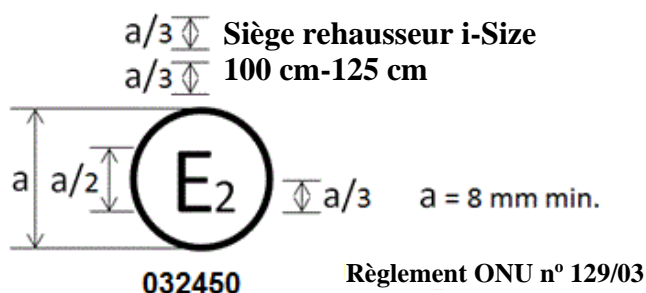 a/3 Siège rehausseur i-Size
a/3 100 cm-125 cm
a a/2 E2 a/3 a = 8 mm min.
032450 Règlement ONU nº 129/03